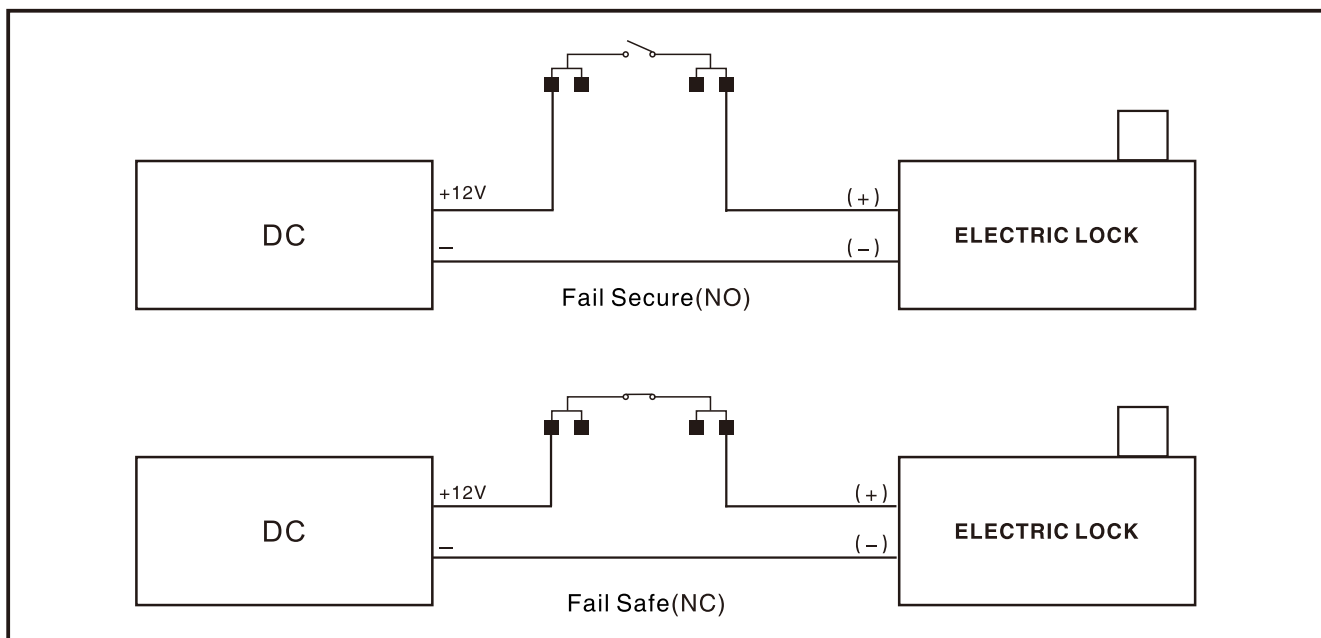 +12V
(+)
DC
ELECTRIC LOCK
–
(–)
Fail Secure(NO)
+12V
(+)
DC
ELECTRIC LOCK
–
(–)
Fail Safe(NC)